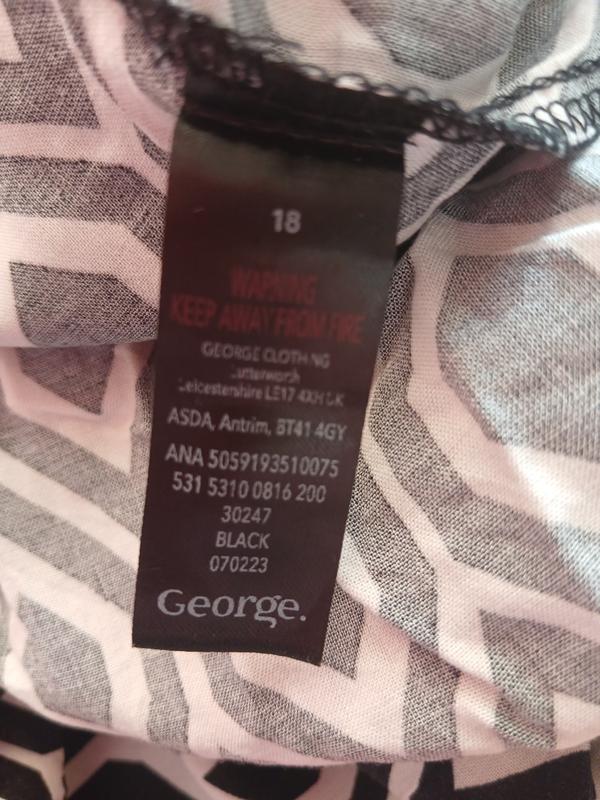 18
WARNING
KEEP AWAY FROM FIRE
GEORGE CLOTHING
Lutterworth
Leicestershire LE17 4XH UK
ASDA, Antrim, BT41 4GY
ANA 5059193510075
531 5310 0816 200
30247
BLACK
070223
George.